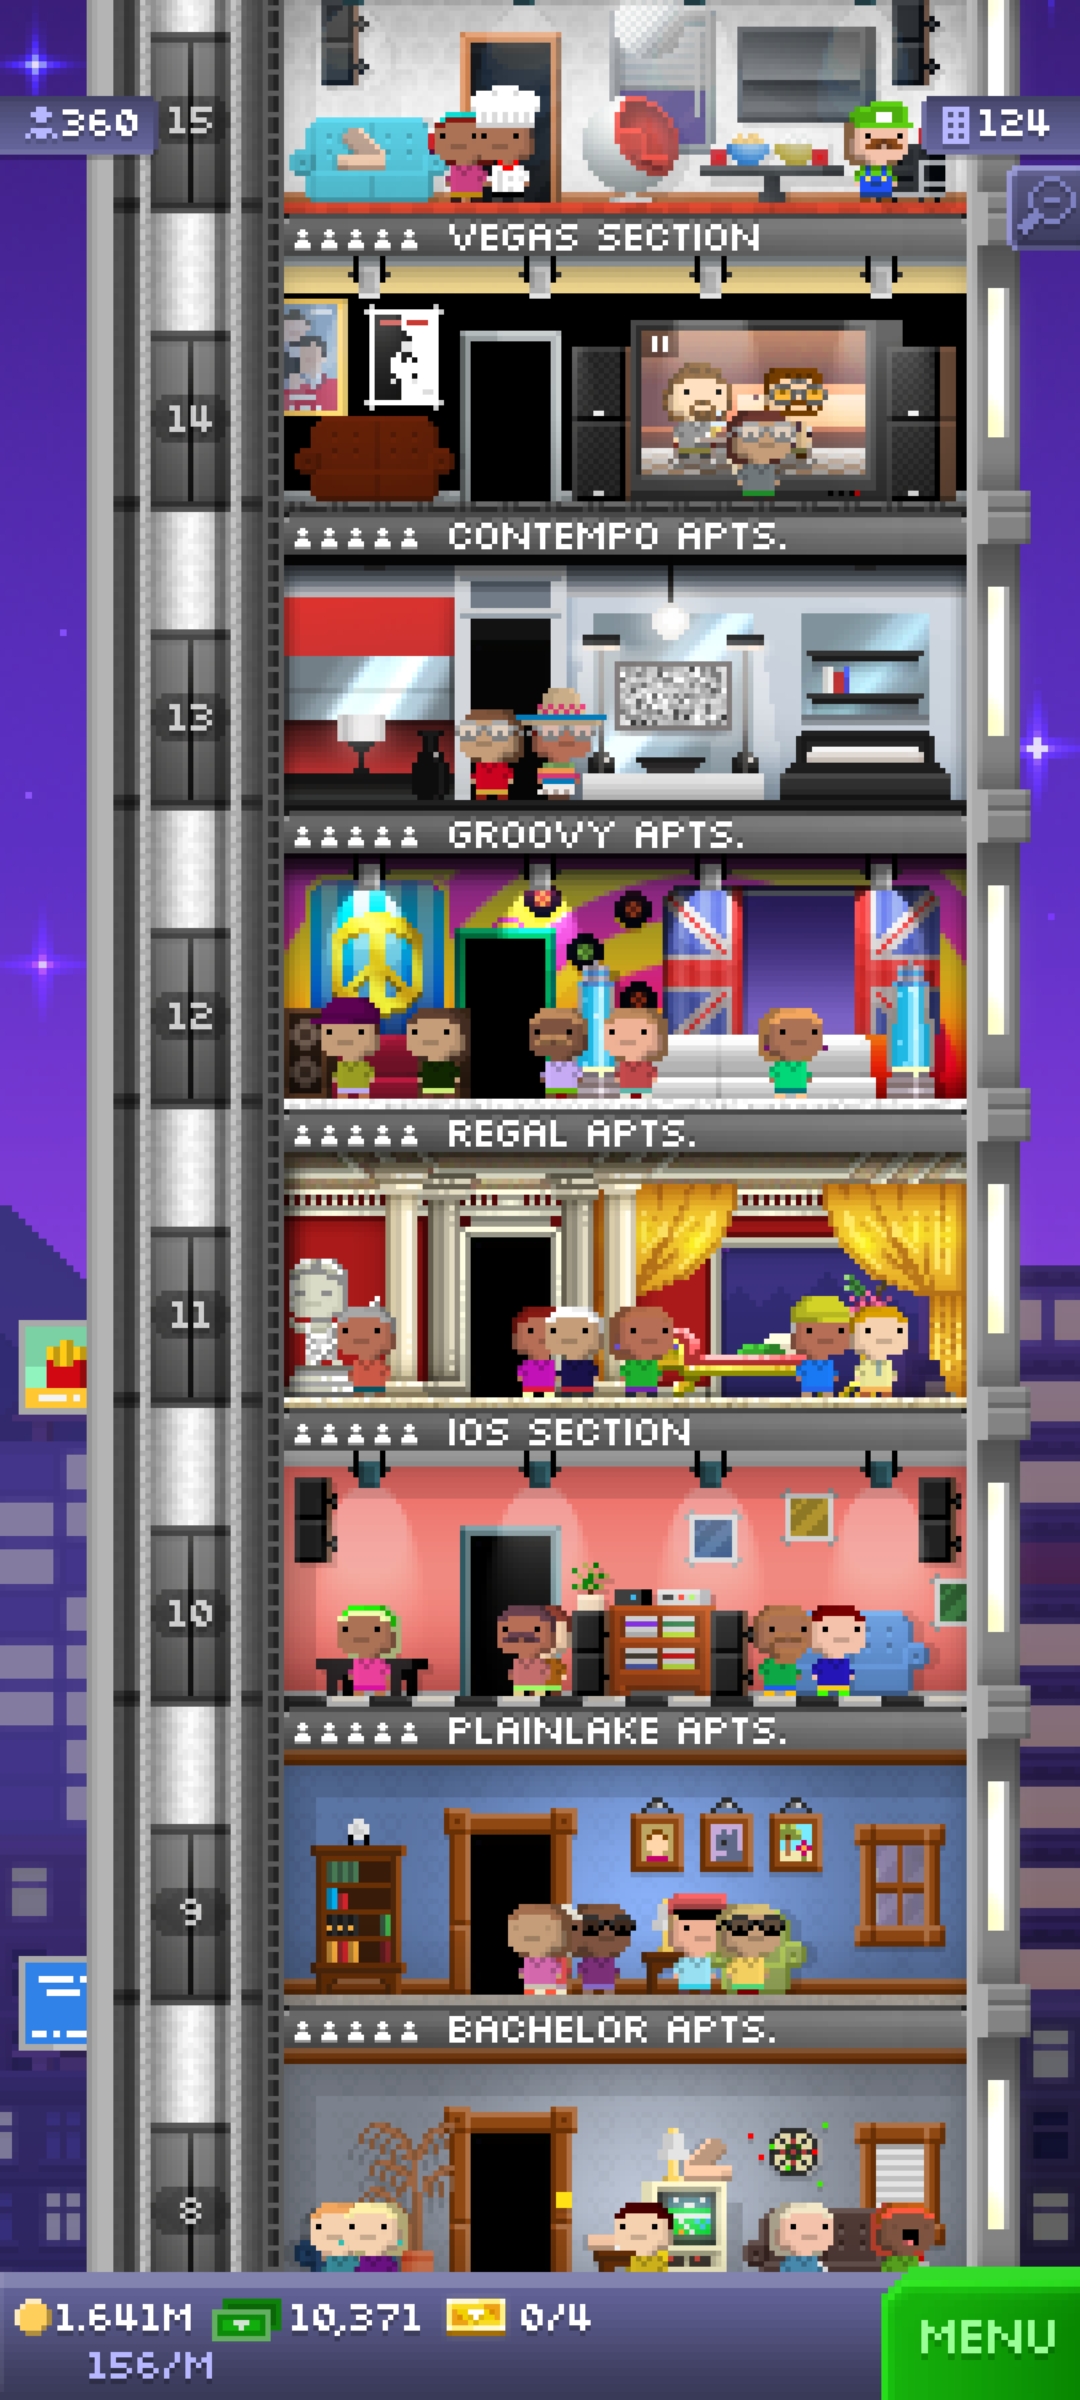 360
15
124
VEGAS SECTION
14
CONTEMPO APTS.
13
GROOVY APTS.
12
REGAL APTS.
11
IOS SECTION
10
PLAINLAKE APTS.
9
BACHELOR APTS.
8
1.641M 10,371 0/4
156/M
MENU